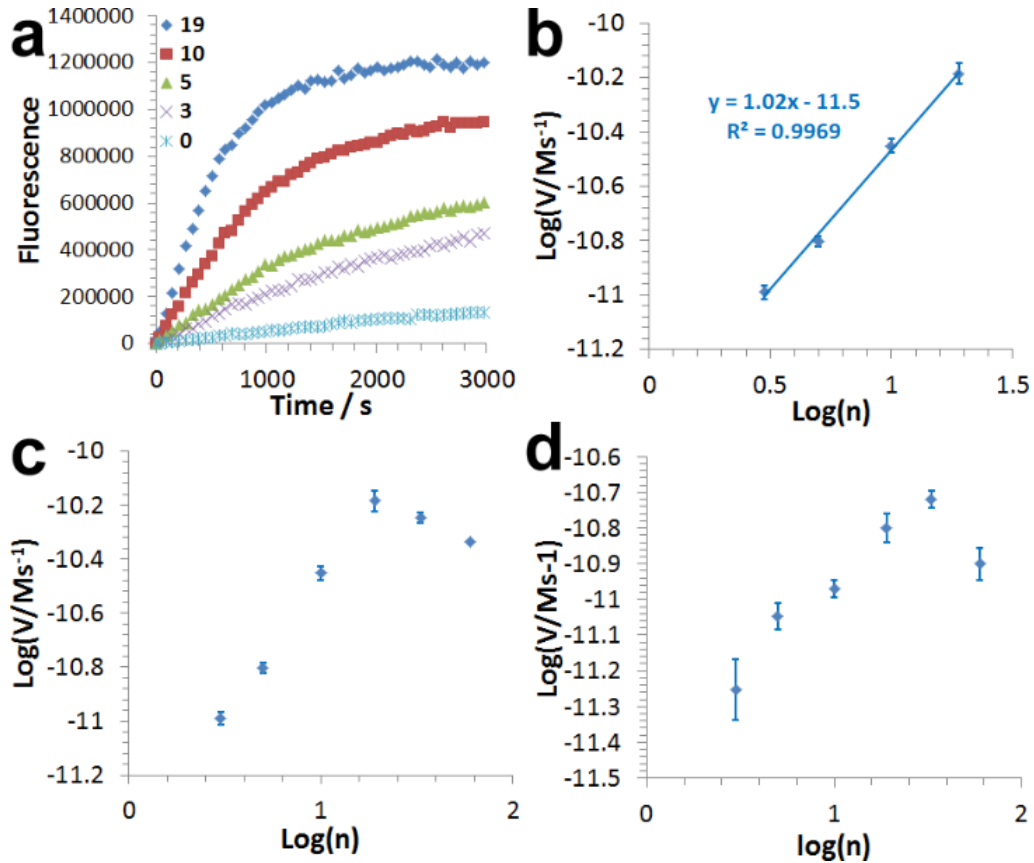 a
1400000
1200000
1000000
800000
600000
400000
200000
0
Fluorescence
19
10
5
3
0
0 1000 2000 3000
Time / s
b
-10
-10.2
-10.4
-10.6
-10.8
-11
-11.2
Log(V/Ms⁻¹)
y = 1.02x - 11.5
R² = 0.9969
0 0.5 1 1.5
Log(n)
c
-10
-10.2
-10.4
-10.6
-10.8
-11
-11.2
Log(V/Ms⁻¹)
0 1 2
Log(n)
d
-10.6
-10.7
-10.8
-10.9
-11
-11.1
-11.2
-11.3
-11.4
-11.5
Log(V/Ms-1)
0 1 2
log(n)